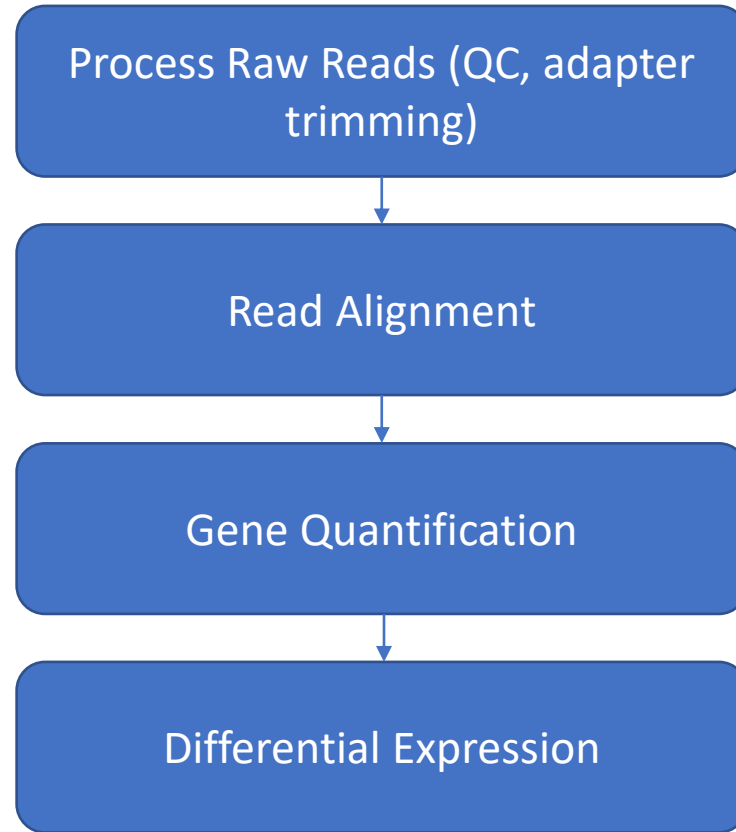 Process Raw Reads (QC, adapter
trimming)
Read Alignment
Gene Quantification
Differential Expression